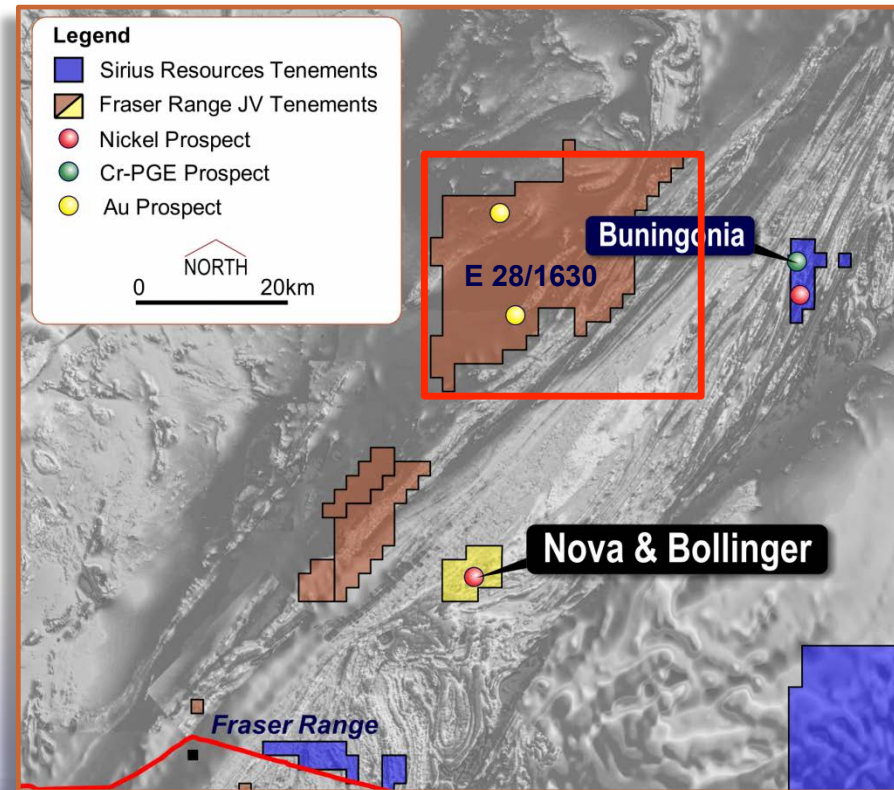 Legend
Sirius Resources Tenements
Fraser Range JV Tenements
Nickel Prospect
Cr-PGE Prospect
Au Prospect
NORTH
0 20km
Buningonia
E 28/1630
Nova & Bollinger
Fraser Range